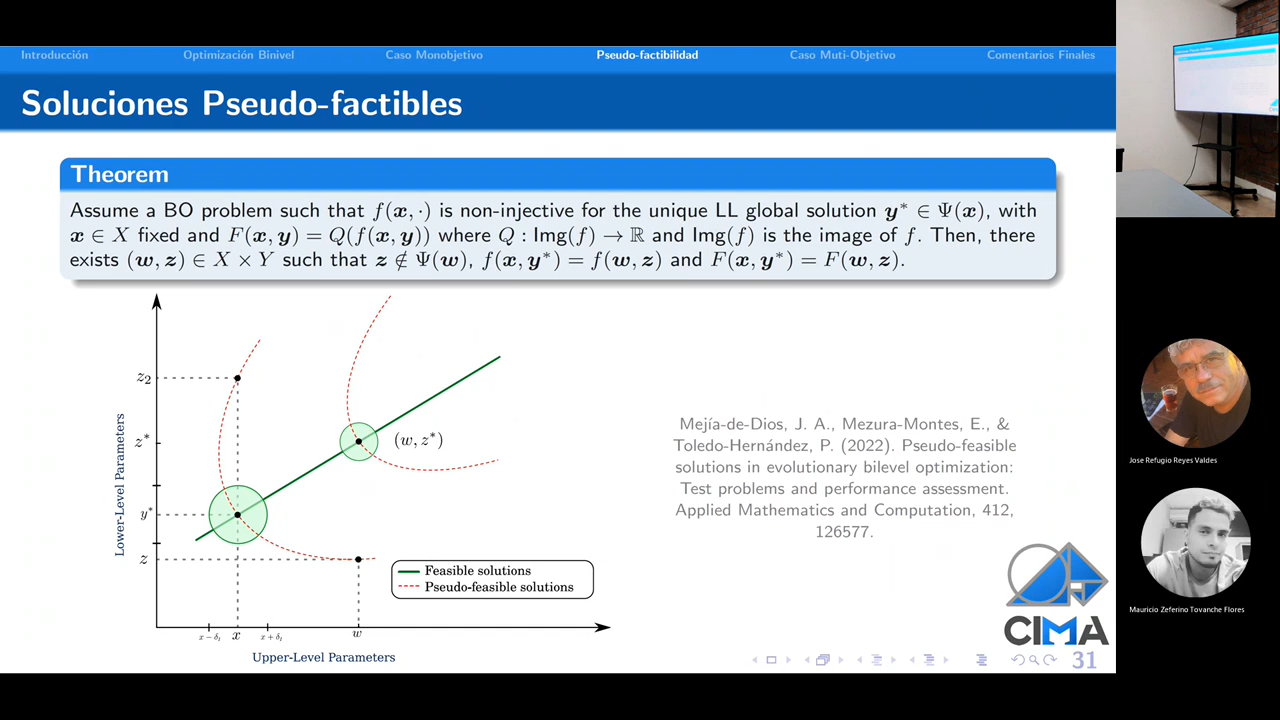 Introducción Optimización Binivel Caso Monobjetivo Pseudo-factibilidad Caso Muti-Objetivo Comentarios Finales
Soluciones Pseudo-factibles
Theorem
Assume a BO problem such that f(x, ·) is non-injective for the unique LL global solution y* ∈ Ψ(x), with
x ∈ X fixed and F(x, y) = Q(f(x, y)) where Q : Img(f) → ℝ and Img(f) is the image of f. Then, there
exists (w, z) ∈ X × Y such that z ∉ Ψ(w), f(x, y*) = f(w, z) and F(x, y*) = F(w, z).
z₂
z*
(w, z*)
y*
z
Lower-Level Parameters
Feasible solutions
Pseudo-feasible solutions
x − δ₁ x x + δ₁ w
Upper-Level Parameters
Mejía-de-Dios, J. A., Mezura-Montes, E., &
Toledo-Hernández, P. (2022). Pseudo-feasible
solutions in evolutionary bilevel optimization:
Test problems and performance assessment.
Applied Mathematics and Computation, 412,
126577.
CIMA
31
Jose Refugio Reyes Valdes
Mauricio Zeferino Tovanche Flores